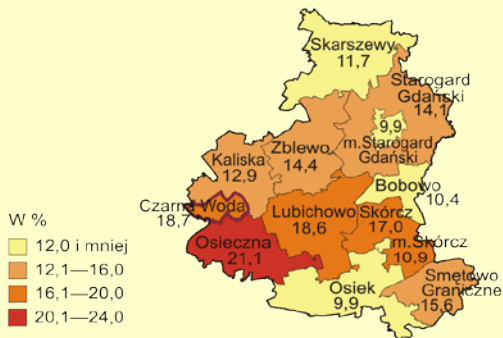 Skarszewy
11,7
Starogard
Gdański
14,1
9,9
m.Starogard
Gdański
Zblewo
14,4
Kaliska
12,9
Bobowo
10,4
Czarna Woda
18,7
Lubichowo
18,6
Skórcz
17,0
m.Skórcz
10,9
Osieczna
21,1
Osiek
9,9
Smętowo
Graniczne
15,6
W %
12,0 i mniej
12,1—16,0
16,1—20,0
20,1—24,0